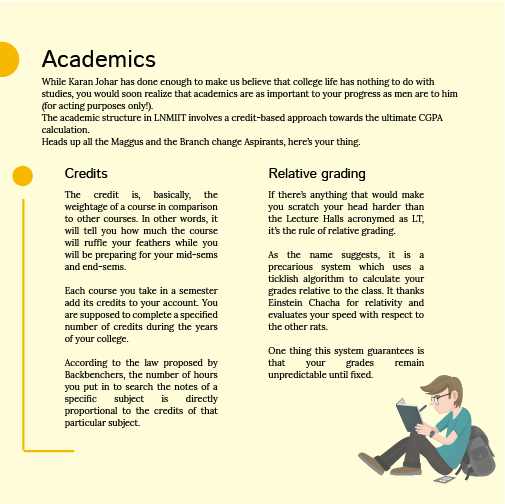 Academics
While Karan Johar has done enough to make us believe that college life has nothing to do with
studies, you would soon realize that academics are as important to your progress as men are to him
(for acting purposes only!).
The academic structure in LNMIIT involves a credit-based approach towards the ultimate CGPA
calculation.
Heads up all the Maggus and the Branch change Aspirants, here's your thing.
Credits
The credit is, basically, the
weightage of a course in comparison
to other courses. In other words, it
will tell you how much the course
will ruffle your feathers while you
will be preparing for your mid-sems
and end-sems.
Each course you take in a semester
add its credits to your account. You
are supposed to complete a specified
number of credits during the years
of your college.
According to the law proposed by
Backbenchers, the number of hours
you put in to search the notes of a
specific subject is directly
proportional to the credits of that
particular subject.
Relative grading
If there's anything that would make
you scratch your head harder than
the Lecture Halls acronymed as LT,
it's the rule of relative grading.
As the name suggests, it is a
precarious system which uses a
ticklish algorithm to calculate your
grades relative to the class. It thanks
Einstein Chacha for relativity and
evaluates your speed with respect to
the other rats.
One thing this system guarantees is
that your grades remain
unpredictable until fixed.